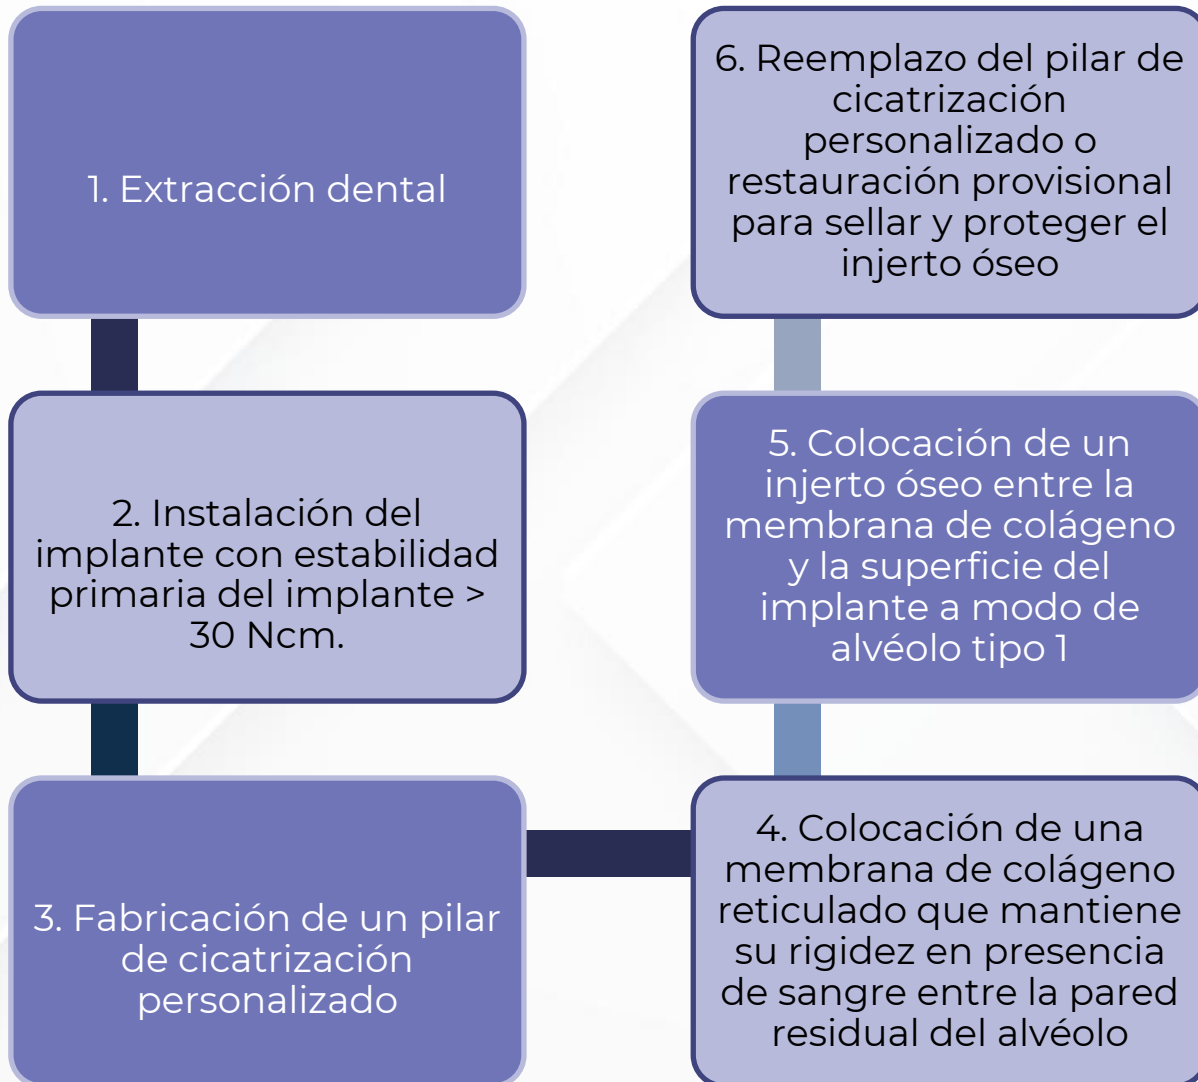 1. Extracción dental
2. Instalación del
implante con estabilidad
primaria del implante >
30 Ncm.
3. Fabricación de un pilar
de cicatrización
personalizado
4. Colocación de una
membrana de colágeno
reticulado que mantiene
su rigidez en presencia
de sangre entre la pared
residual del alvéolo
5. Colocación de un
injerto óseo entre la
membrana de colágeno
y la superficie del
implante a modo de
alvéolo tipo 1
6. Reemplazo del pilar de
cicatrización
personalizado o
restauración provisional
para sellar y proteger el
injerto óseo